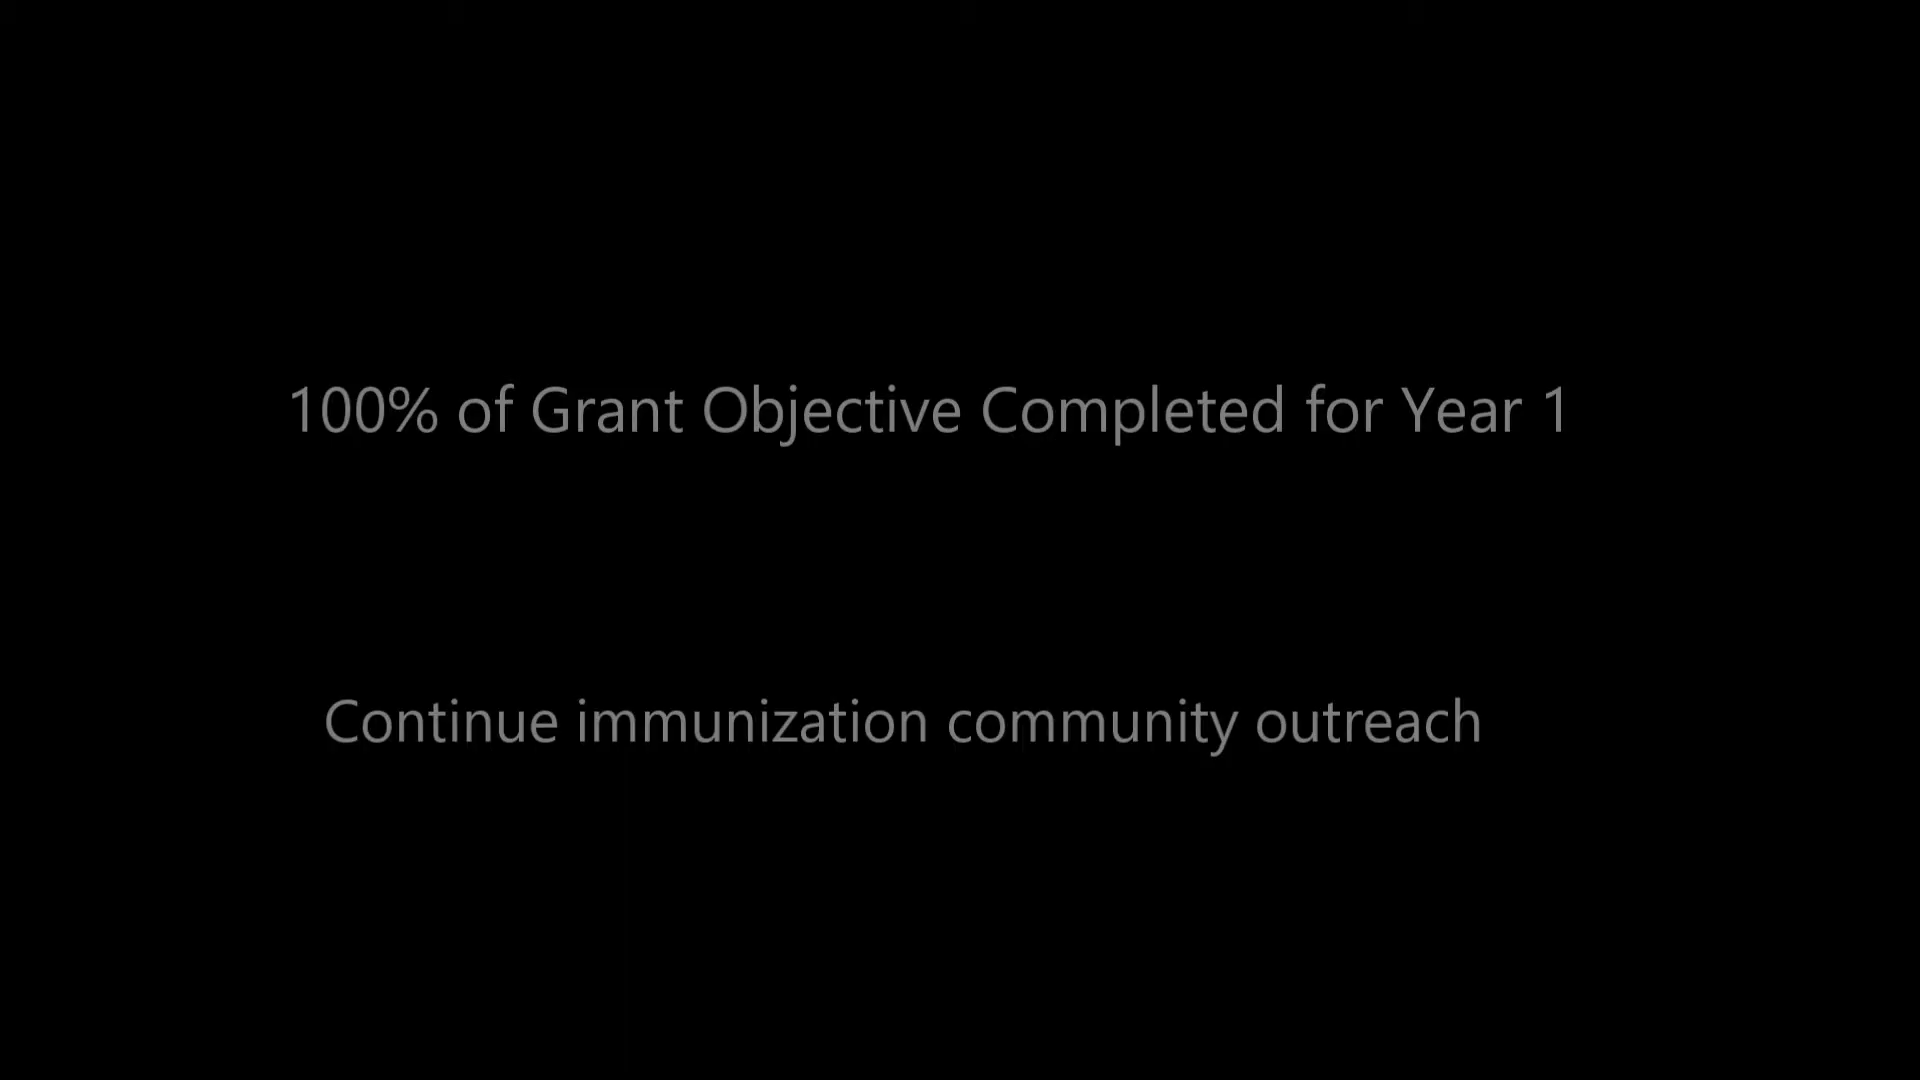 100% of Grant Objective Completed for Year 1
Continue immunization community outreach